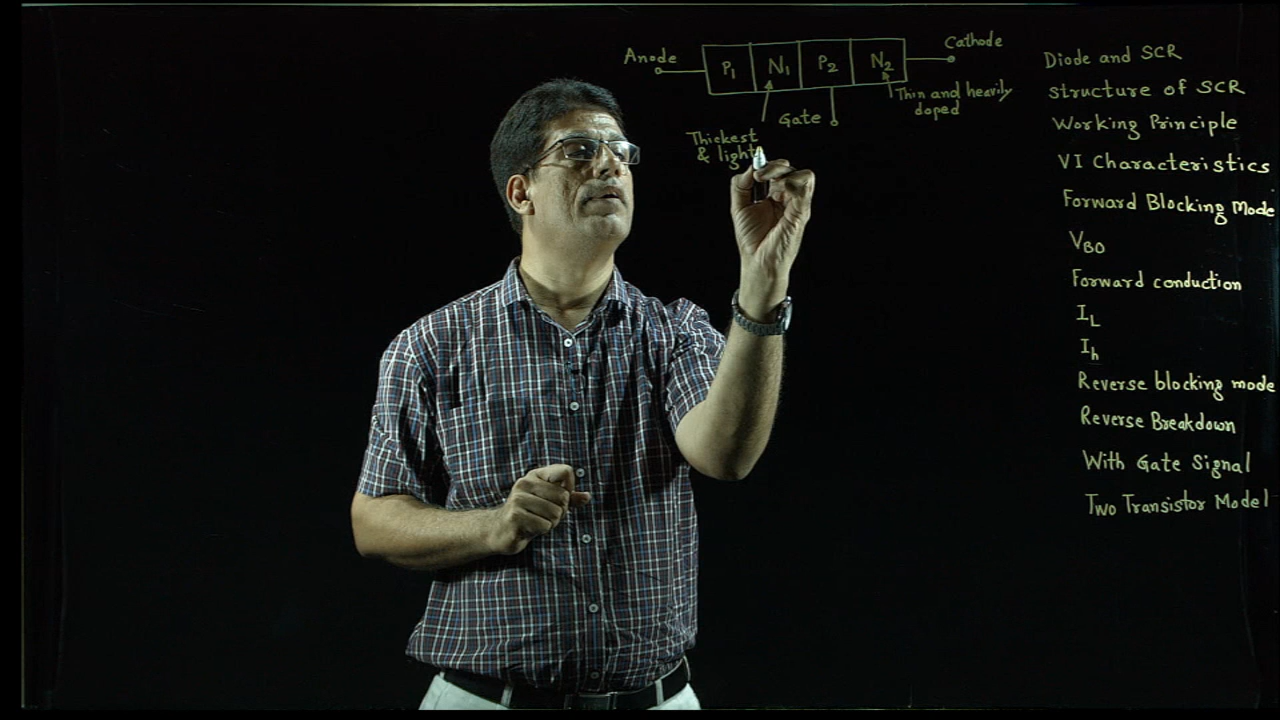 Anode
P1 N1 P2 N2
Cathode
Thin and heavily
doped
Gate
Thickest
& light
Diode and SCR
structure of SCR
Working Principle
VI Characteristics
Forward Blocking Mode
VBO
Forward conduction
IL
Ih
Reverse blocking mode
Reverse Breakdown
With Gate Signal
Two Transistor Model